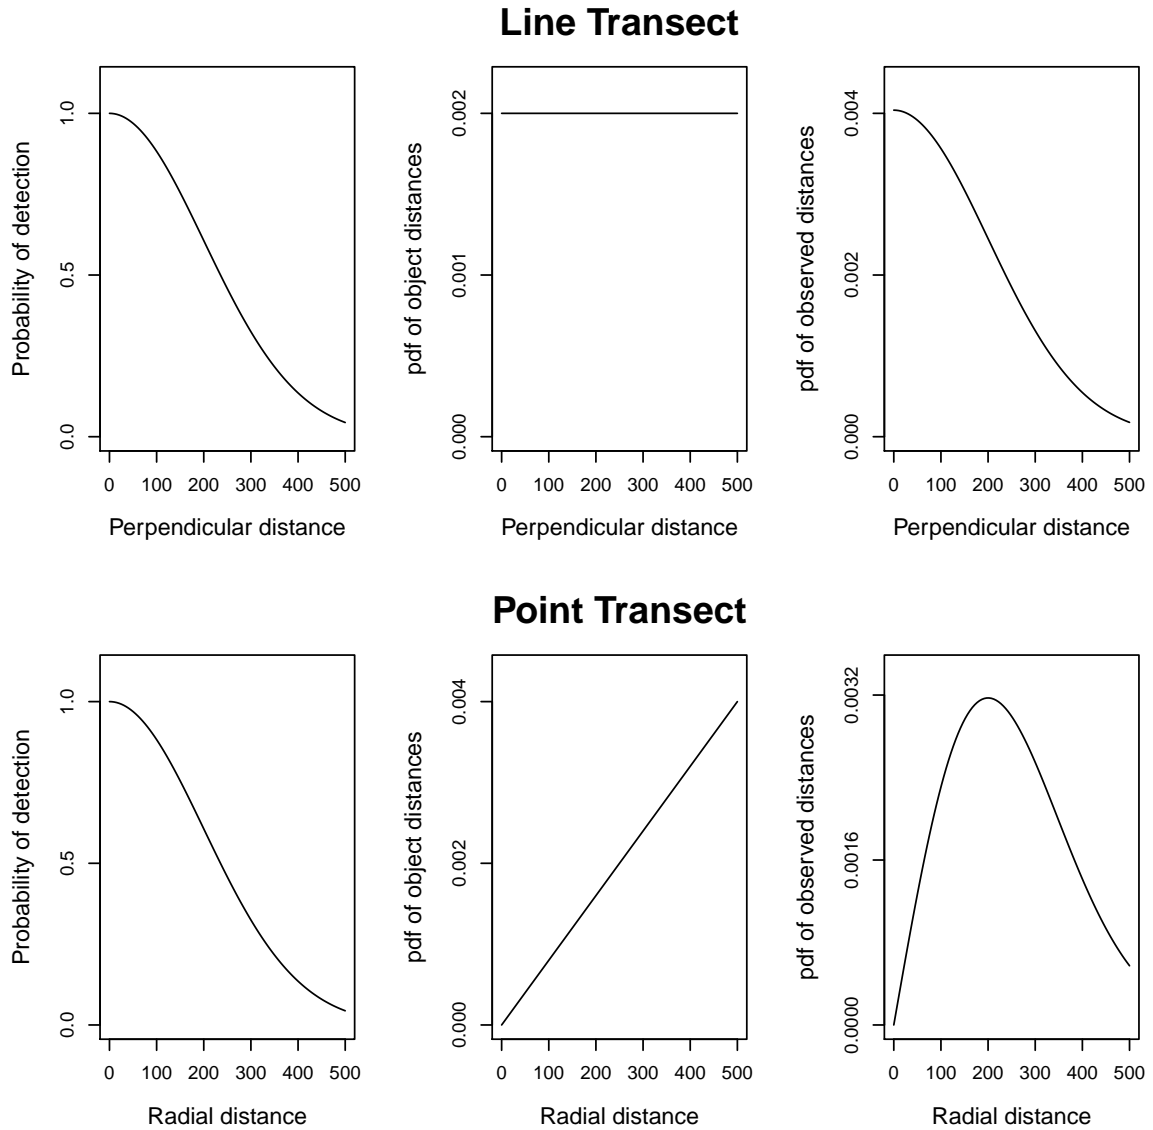 Line Transect
Probability of detection
1.0
0.5
0.0
0 100 200 300 400 500
Perpendicular distance
pdf of object distances
0.002
0.001
0.000
0 100 200 300 400 500
Perpendicular distance
pdf of observed distances
0.004
0.002
0.000
0 100 200 300 400 500
Perpendicular distance
Point Transect
Probability of detection
1.0
0.5
0.0
0 100 200 300 400 500
Radial distance
pdf of object distances
0.004
0.002
0.000
0 100 200 300 400 500
Radial distance
pdf of observed distances
0.0032
0.0016
0.0000
0 100 200 300 400 500
Radial distance